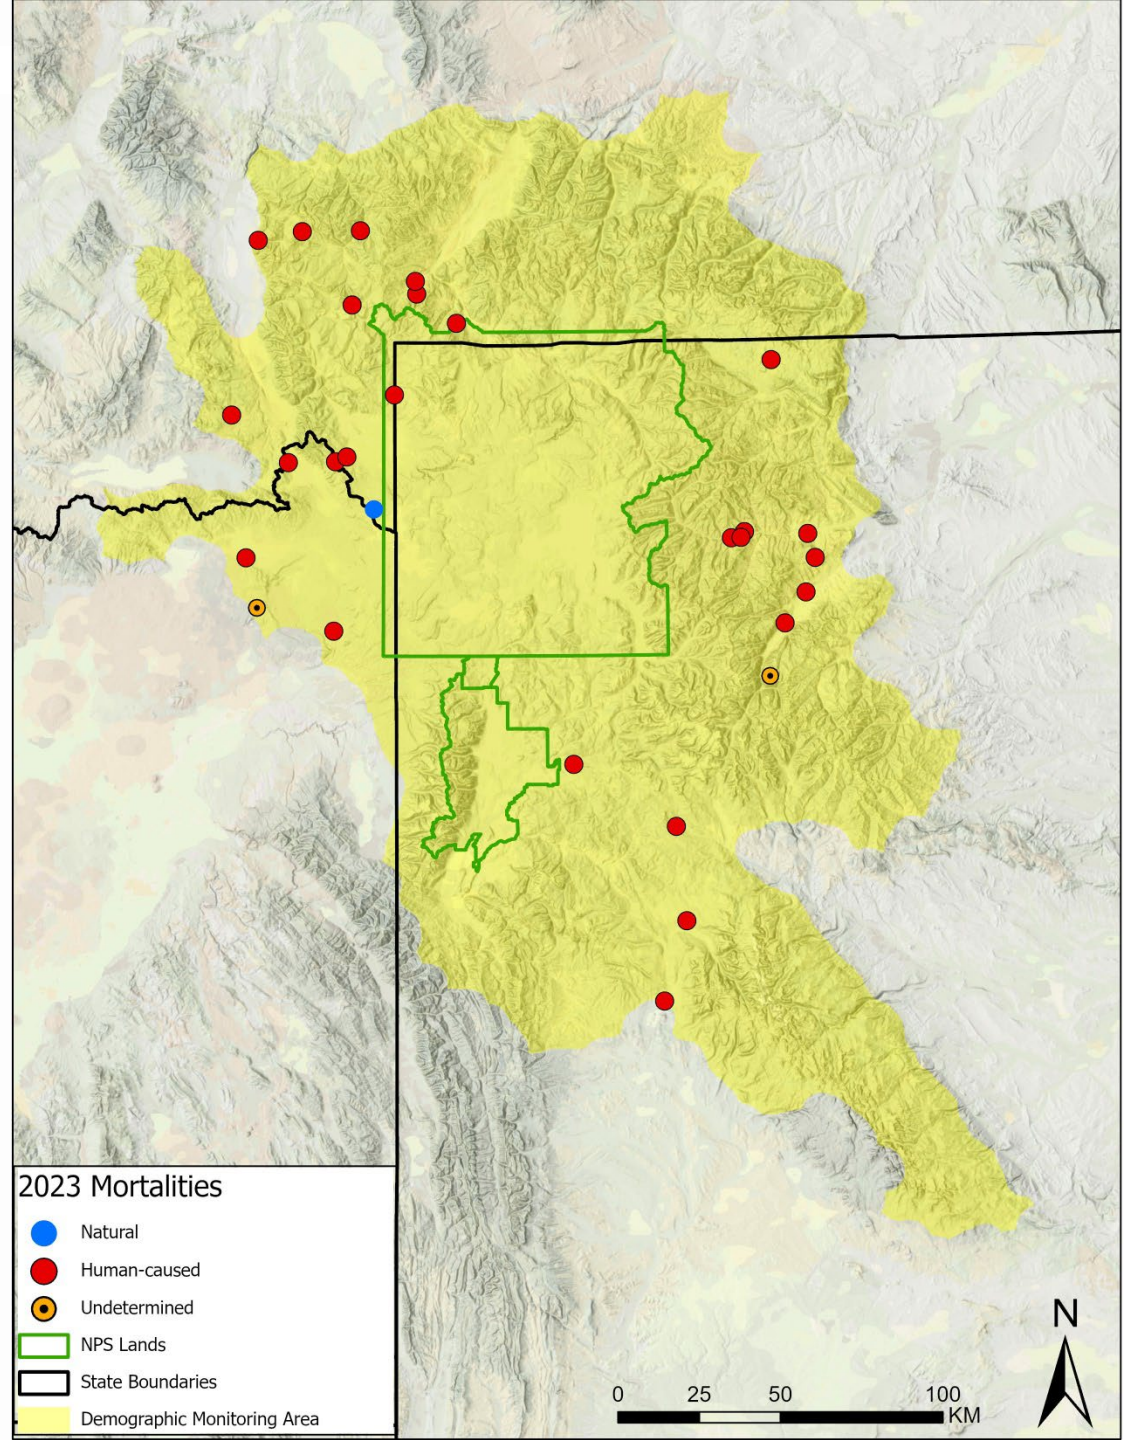 2023 Mortalities
Natural
Human-caused
Undetermined
NPS Lands
State Boundaries
Demographic Monitoring Area
N
0 25 50 100
KM